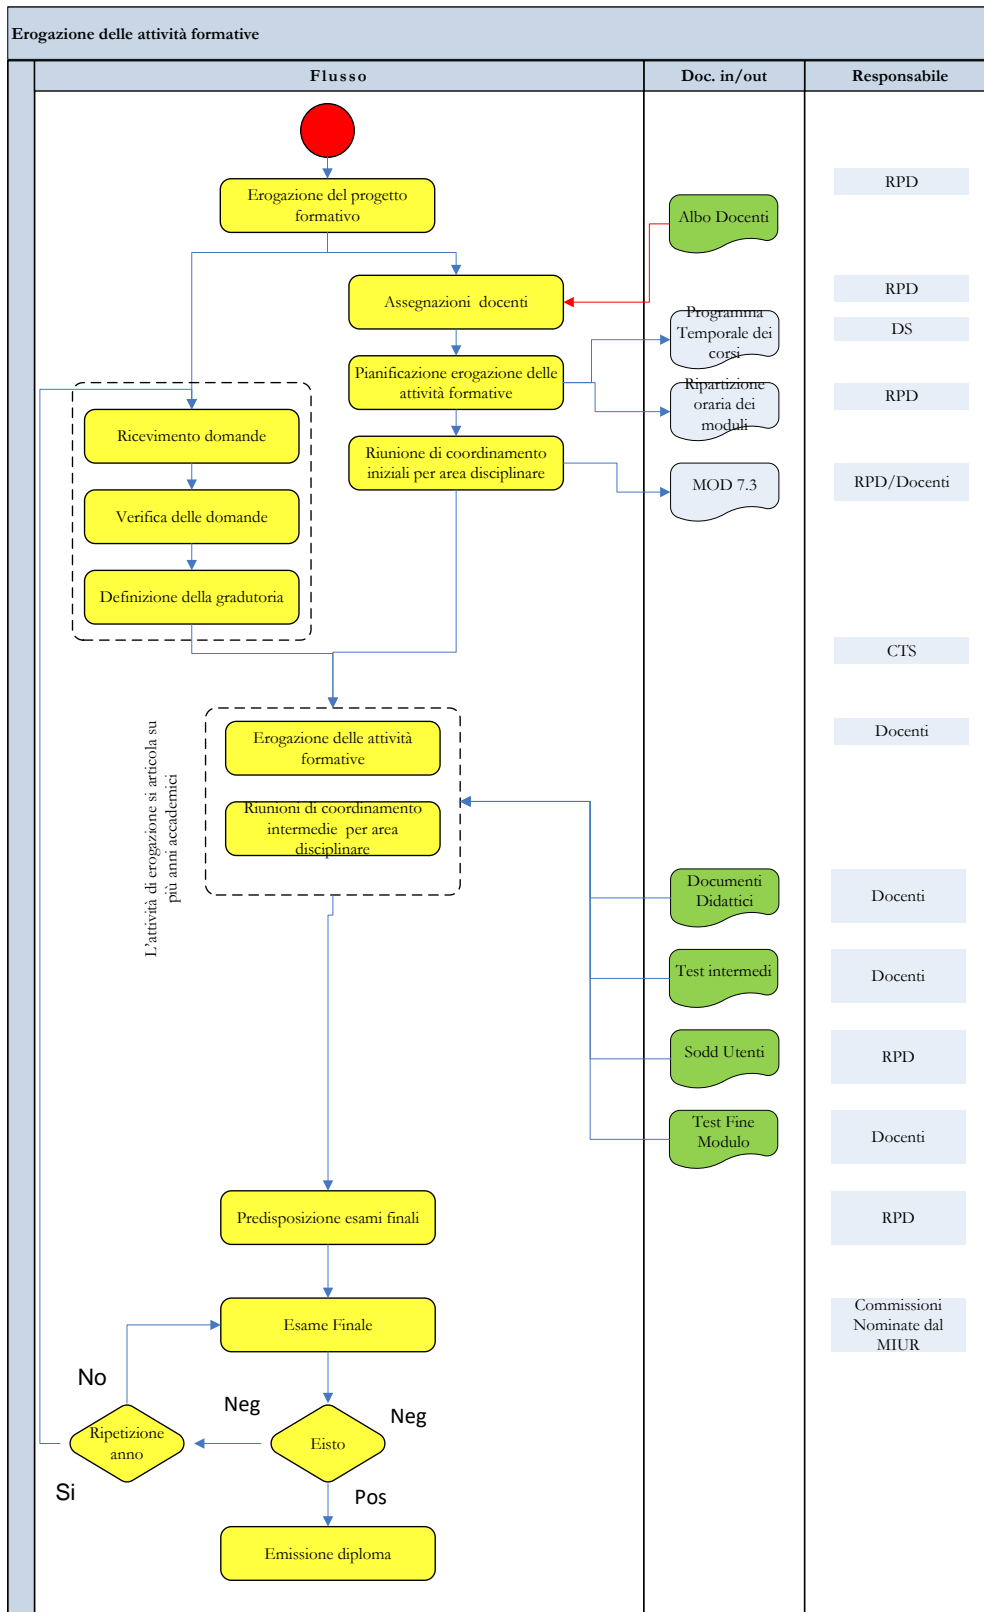 Erogazione delle attività formative
Flusso
Doc. in/out
Responsabile
Erogazione del progetto
formativo
RPD
Albo Docenti
Assegnazioni docenti
RPD
Programma
Temporale dei
corsi
DS
Pianificazione erogazione delle
attività formative
Ripartizione
oraria dei
moduli
RPD
Ricevimento domande
Riunione di coordinamento
iniziali per area disciplinare
MOD 7.3
RPD/Docenti
Verifica delle domande
Definizione della gradutoria
CTS
L'attività di erogazione si articola su
più anni accademici
Erogazione delle attività
formative
Docenti
Riunioni di coordinamento
intermedie per area
disciplinare
Documenti
Didattici
Docenti
Test intermedi
Docenti
Sodd Utenti
RPD
Test Fine
Modulo
Docenti
Predisposizione esami finali
RPD
Esame Finale
Commissioni
Nominate dal
MIUR
No
Neg
Neg
Ripetizione
anno
Eisto
Si
Pos
Emissione diploma